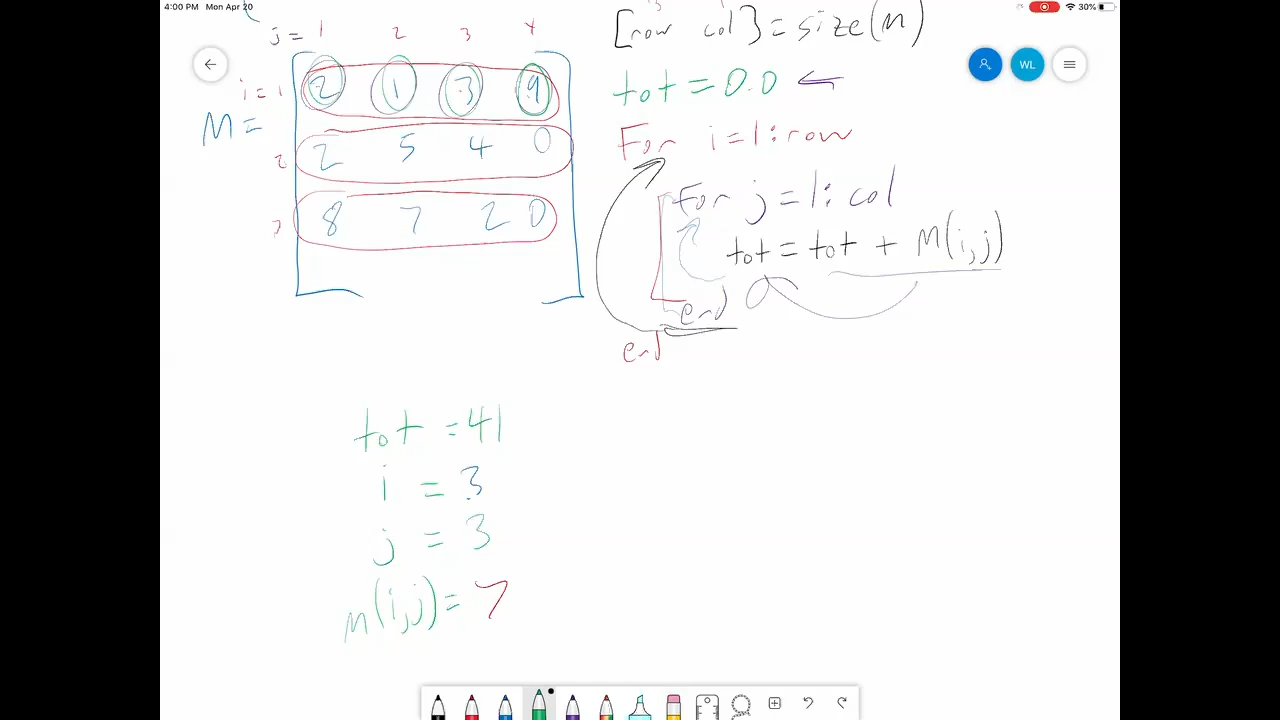 4:00 PM Mon Apr 20
30%
j = 1 2 3 4
[row col] = size(M)
i = 1 2 1 3 9
WL
tot = 0.0
M =
For i = 1:row
2 2 5 4 0
For j = 1:col
3 8 7 2 0
tot = tot + M(i,j)
end
end
tot = 41
i = 3
j = 3
M(i,j) = 7